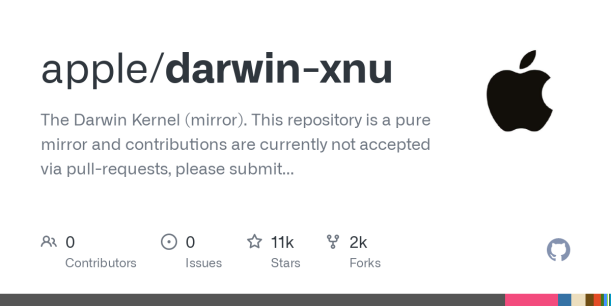 apple/darwin-xnu
The Darwin Kernel (mirror). This repository is a pure
mirror and contributions are currently not accepted
via pull-requests, please submit...
0
Contributors
0
Issues
11k
Stars
2k
Forks